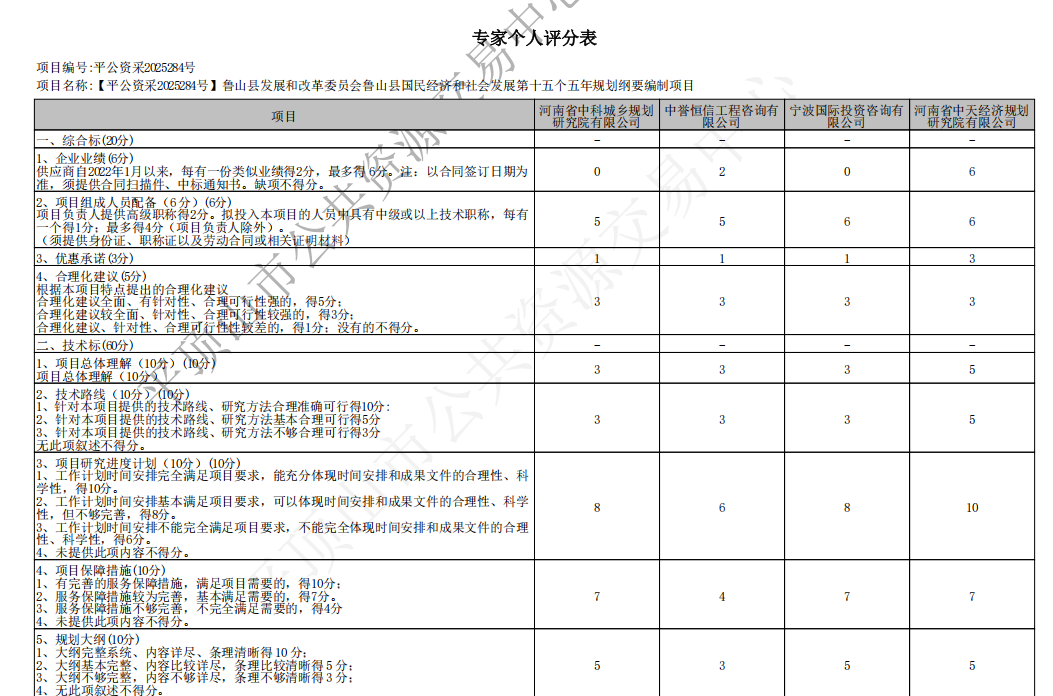 专家个人评分表
项目编号:平公资采2025284号
项目名称:【平公资采2025284号】鲁山县发展和改革委员会鲁山县国民经济和社会发展第十五个五年规划纲要编制项目
项目 河南省中科城乡规划研究院有限公司 中誉恒信工程咨询有限公司 宁波国际投资咨询有限公司 河南省中天经济规划研究院有限公司
一、综合标(20分) - - - -
1、企业业绩(6分)
供应商自2022年1月以来，每有一份类似业绩得2分，最多得 6分。注：以合同签订日期为
准，须提供合同扫描件、中标通知书。缺项不得分。
0 2 0 6
2、项目组成人员配备（6 分）(6分)
项目负责人提供高级职称得2分。拟投入本项目的人员中具有中级或以上技术职称，每有
一个得1分；最多得4分（项目负责人除外）。
（须提供身份证、职称证以及劳动合同或相关证明材料）
5 5 6 6
3、优惠承诺(3分) 1 1 1 3
4、合理化建议(5分)
根据本项目特点提出的合理化建议
合理化建议全面、有针对性、合理可行性强的，得5分；
合理化建议较全面、针对性、合理可行性较强的，得3分；
合理化建议、针对性、合理可行性性较差的，得1分；没有的不得分。
3 3 3 3
二、技术标(60分) - - - -
1、项目总体理解（10分）(10分)
项目总体理解（10分）
3 3 3 5
2、技术路线（10分）(10分)
1、针对本项目提供的技术路线、研究方法合理准确可行得10分:
2、针对本项目提供的技术路线、研究方法基本合理可行得5分
3、针对本项目提供的技术路线、研究方法不够合理可行得3分
无此项叙述不得分。
3 3 3 5
3、项目研究进度计划（10分）(10分)
1、工作计划时间安排完全满足项目要求，能充分体现时间安排和成果文件的合理性、科
学性，得10分。
2、工作计划时间安排基本满足项目要求，可以体现时间安排和成果文件的合理性、科学
性，但不够完善，得8分。
3、工作计划时间安排不能完全满足项目要求，不能完全体现时间安排和成果文件的合理
性、科学性，得6分。
4、未提供此项内容不得分。
8 6 8 10
4、项目保障措施(10分)
1、有完善的服务保障措施，满足项目需要的，得10分；
2、服务保障措施较为完善，基本满足需要的，得7分。
3、服务保障措施不够完善，不完全满足需要的，得4分
4、未提供此项内容不得分。
7 4 7 7
5、规划大纲(10分)
1、大纲完整系统、内容详尽、条理清晰得 10 分；
2、大纲基本完整、内容比较详尽，条理比较清晰得 5 分；
3、大纲不够完整，内容不够详尽，条理不够清晰得 3 分；
4、无此项叙述不得分。
5 3 5 5
平顶山市公共资源交易中心
平顶山市公共资源交易中心